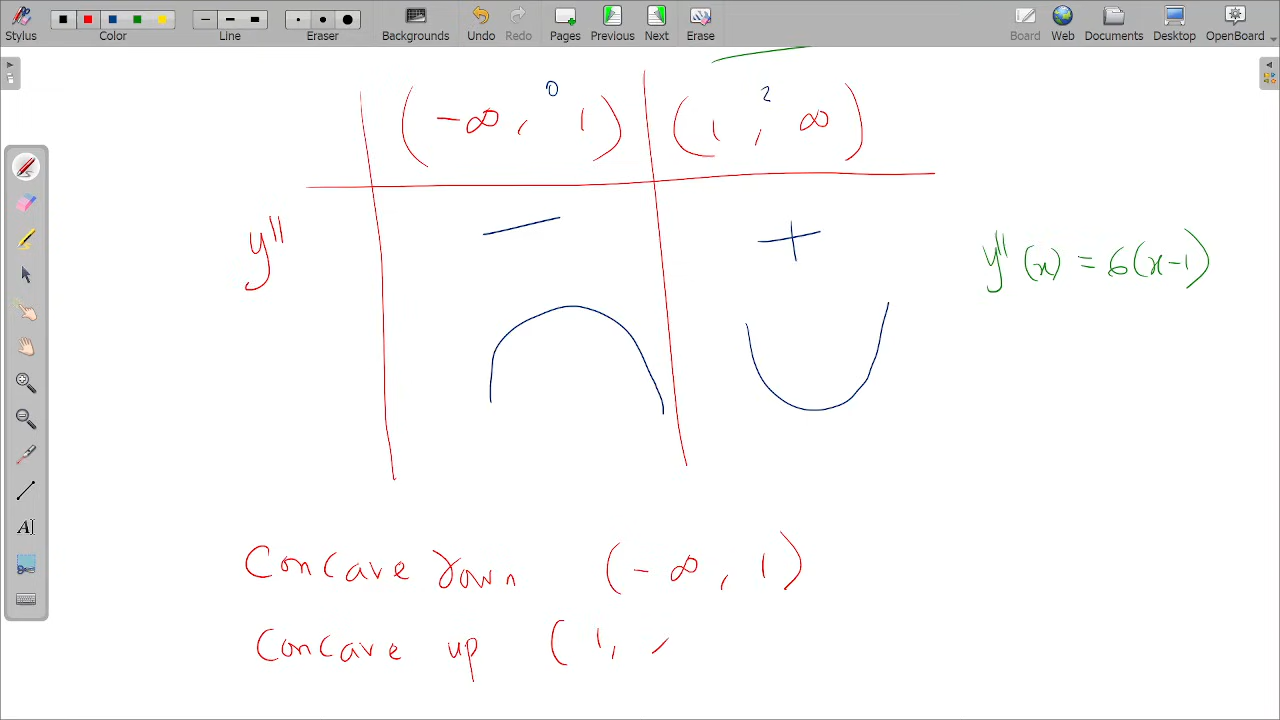 Stylus Color Line Eraser Backgrounds Undo Redo Pages Previous Next Erase Board Web Documents Desktop OpenBoard
0 2
(-∞, 1) (1, ∞)
y'' − +
y''(x) = 6(x-1)
Concave down (-∞, 1)
Concave up (1,